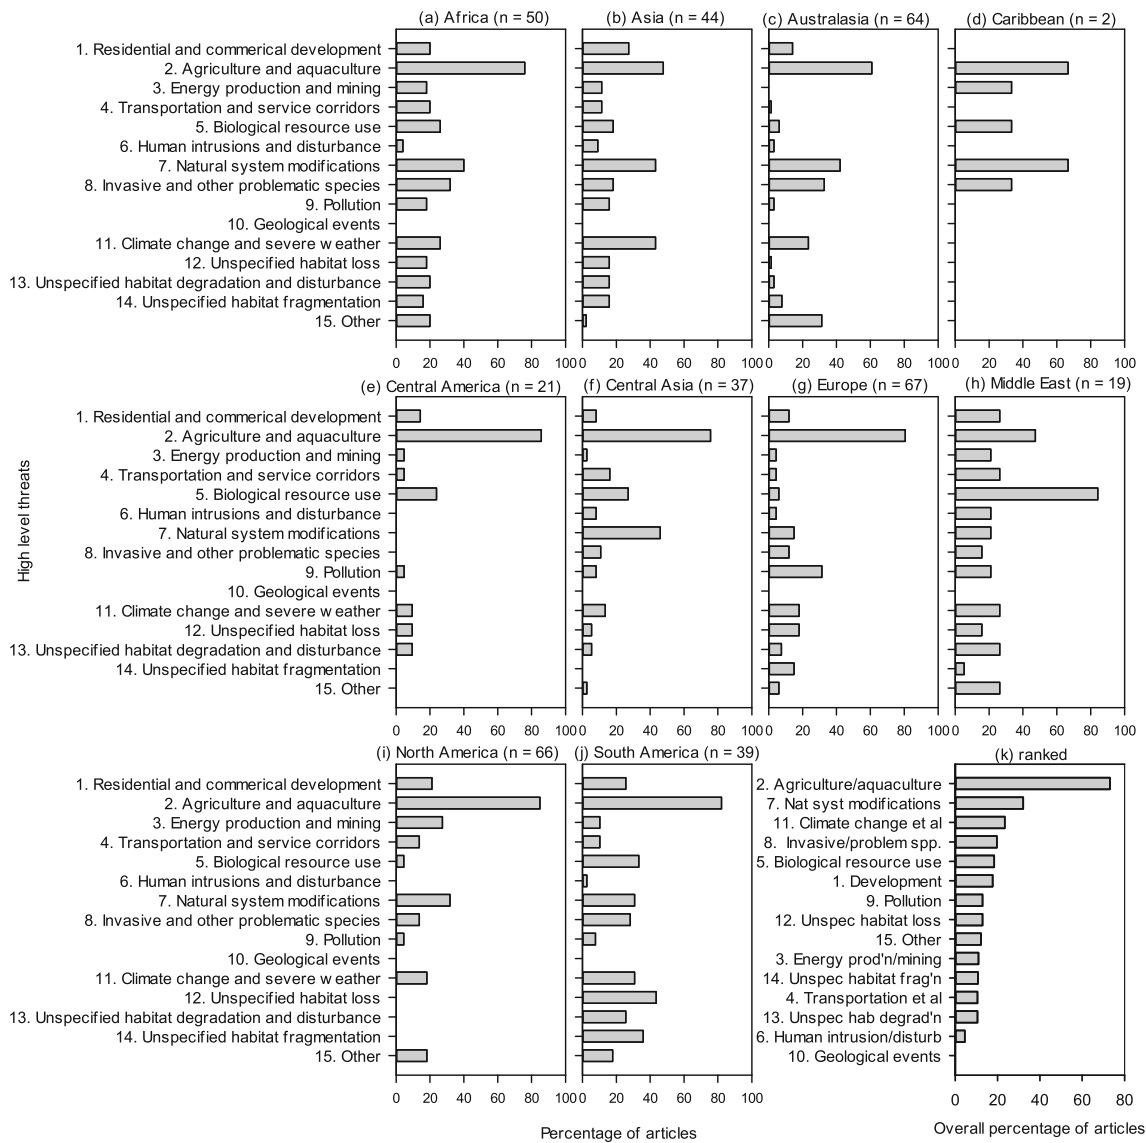 (a) Africa (n = 50)
(b) Asia (n = 44)
(c) Australasia (n = 64)
(d) Caribbean (n = 2)
1. Residential and commerical development
2. Agriculture and aquaculture
3. Energy production and mining
4. Transportation and service corridors
5. Biological resource use
6. Human intrusions and disturbance
7. Natural system modifications
8. Invasive and other problematic species
9. Pollution
10. Geological events
11. Climate change and severe weather
12. Unspecified habitat loss
13. Unspecified habitat degradation and disturbance
14. Unspecified habitat fragmentation
15. Other
0 20 40 60 80 100
0 20 40 60 80 100
0 20 40 60 80 100
0 20 40 60 80 100
(e) Central America (n = 21)
(f) Central Asia (n = 37)
(g) Europe (n = 67)
(h) Middle East (n = 19)
1. Residential and commerical development
2. Agriculture and aquaculture
3. Energy production and mining
4. Transportation and service corridors
5. Biological resource use
6. Human intrusions and disturbance
7. Natural system modifications
8. Invasive and other problematic species
9. Pollution
10. Geological events
11. Climate change and severe weather
12. Unspecified habitat loss
13. Unspecified habitat degradation and disturbance
14. Unspecified habitat fragmentation
15. Other
High level threats
0 20 40 60 80 100
0 20 40 60 80 100
0 20 40 60 80 100
0 20 40 60 80 100
(i) North America (n = 66)
(j) South America (n = 39)
(k) ranked
1. Residential and commerical development
2. Agriculture and aquaculture
3. Energy production and mining
4. Transportation and service corridors
5. Biological resource use
6. Human intrusions and disturbance
7. Natural system modifications
8. Invasive and other problematic species
9. Pollution
10. Geological events
11. Climate change and severe weather
12. Unspecified habitat loss
13. Unspecified habitat degradation and disturbance
14. Unspecified habitat fragmentation
15. Other
0 20 40 60 80 100
0 20 40 60 80 100
2. Agriculture/aquaculture
7. Nat syst modifications
11. Climate change et al
8. Invasive/problem spp.
5. Biological resource use
1. Development
9. Pollution
12. Unspec habitat loss
15. Other
3. Energy prod'n/mining
14. Unspec habitat frag'n
4. Transportation et al
13. Unspec hab degrad'n
6. Human intrusion/disturb
10. Geological events
0 20 40 60 80
Percentage of articles
Overall percentage of articles